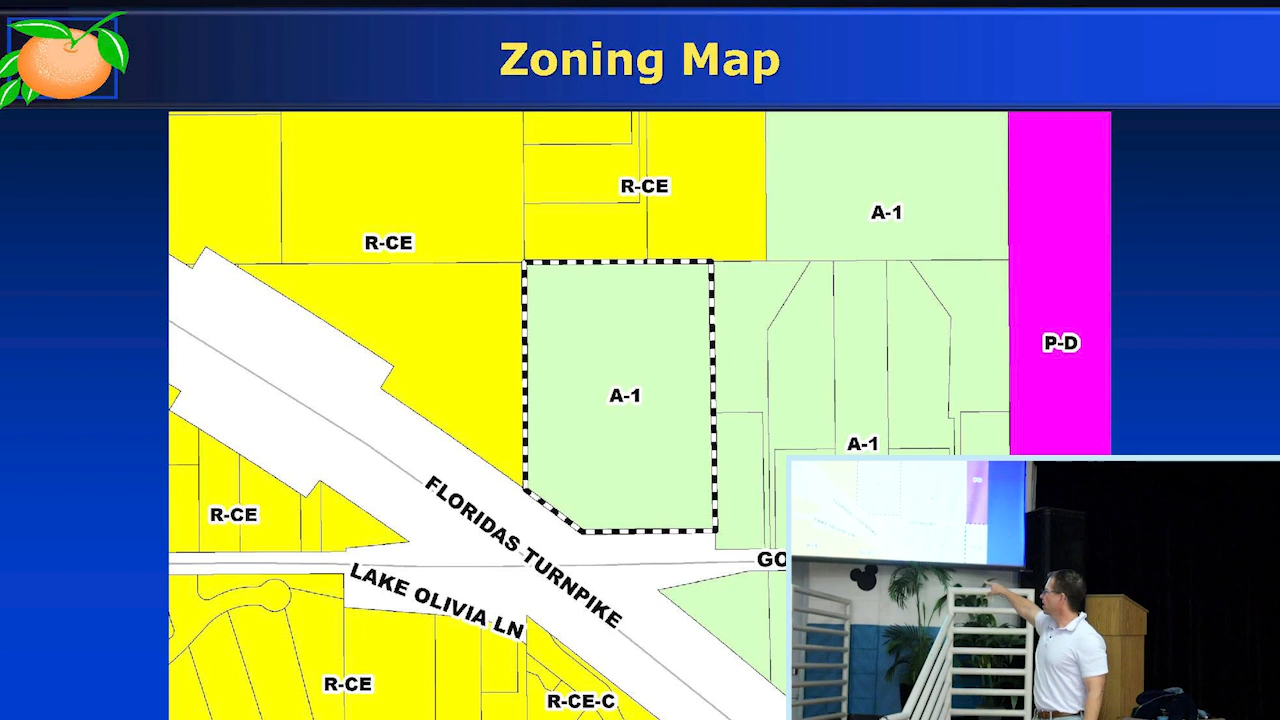 Zoning Map
R-CE
A-1
R-CE
P-D
A-1
A-1
FLORIDAS TURNPIKE
R-CE
GO
LAKE OLIVIA LN
R-CE
R-CE-C